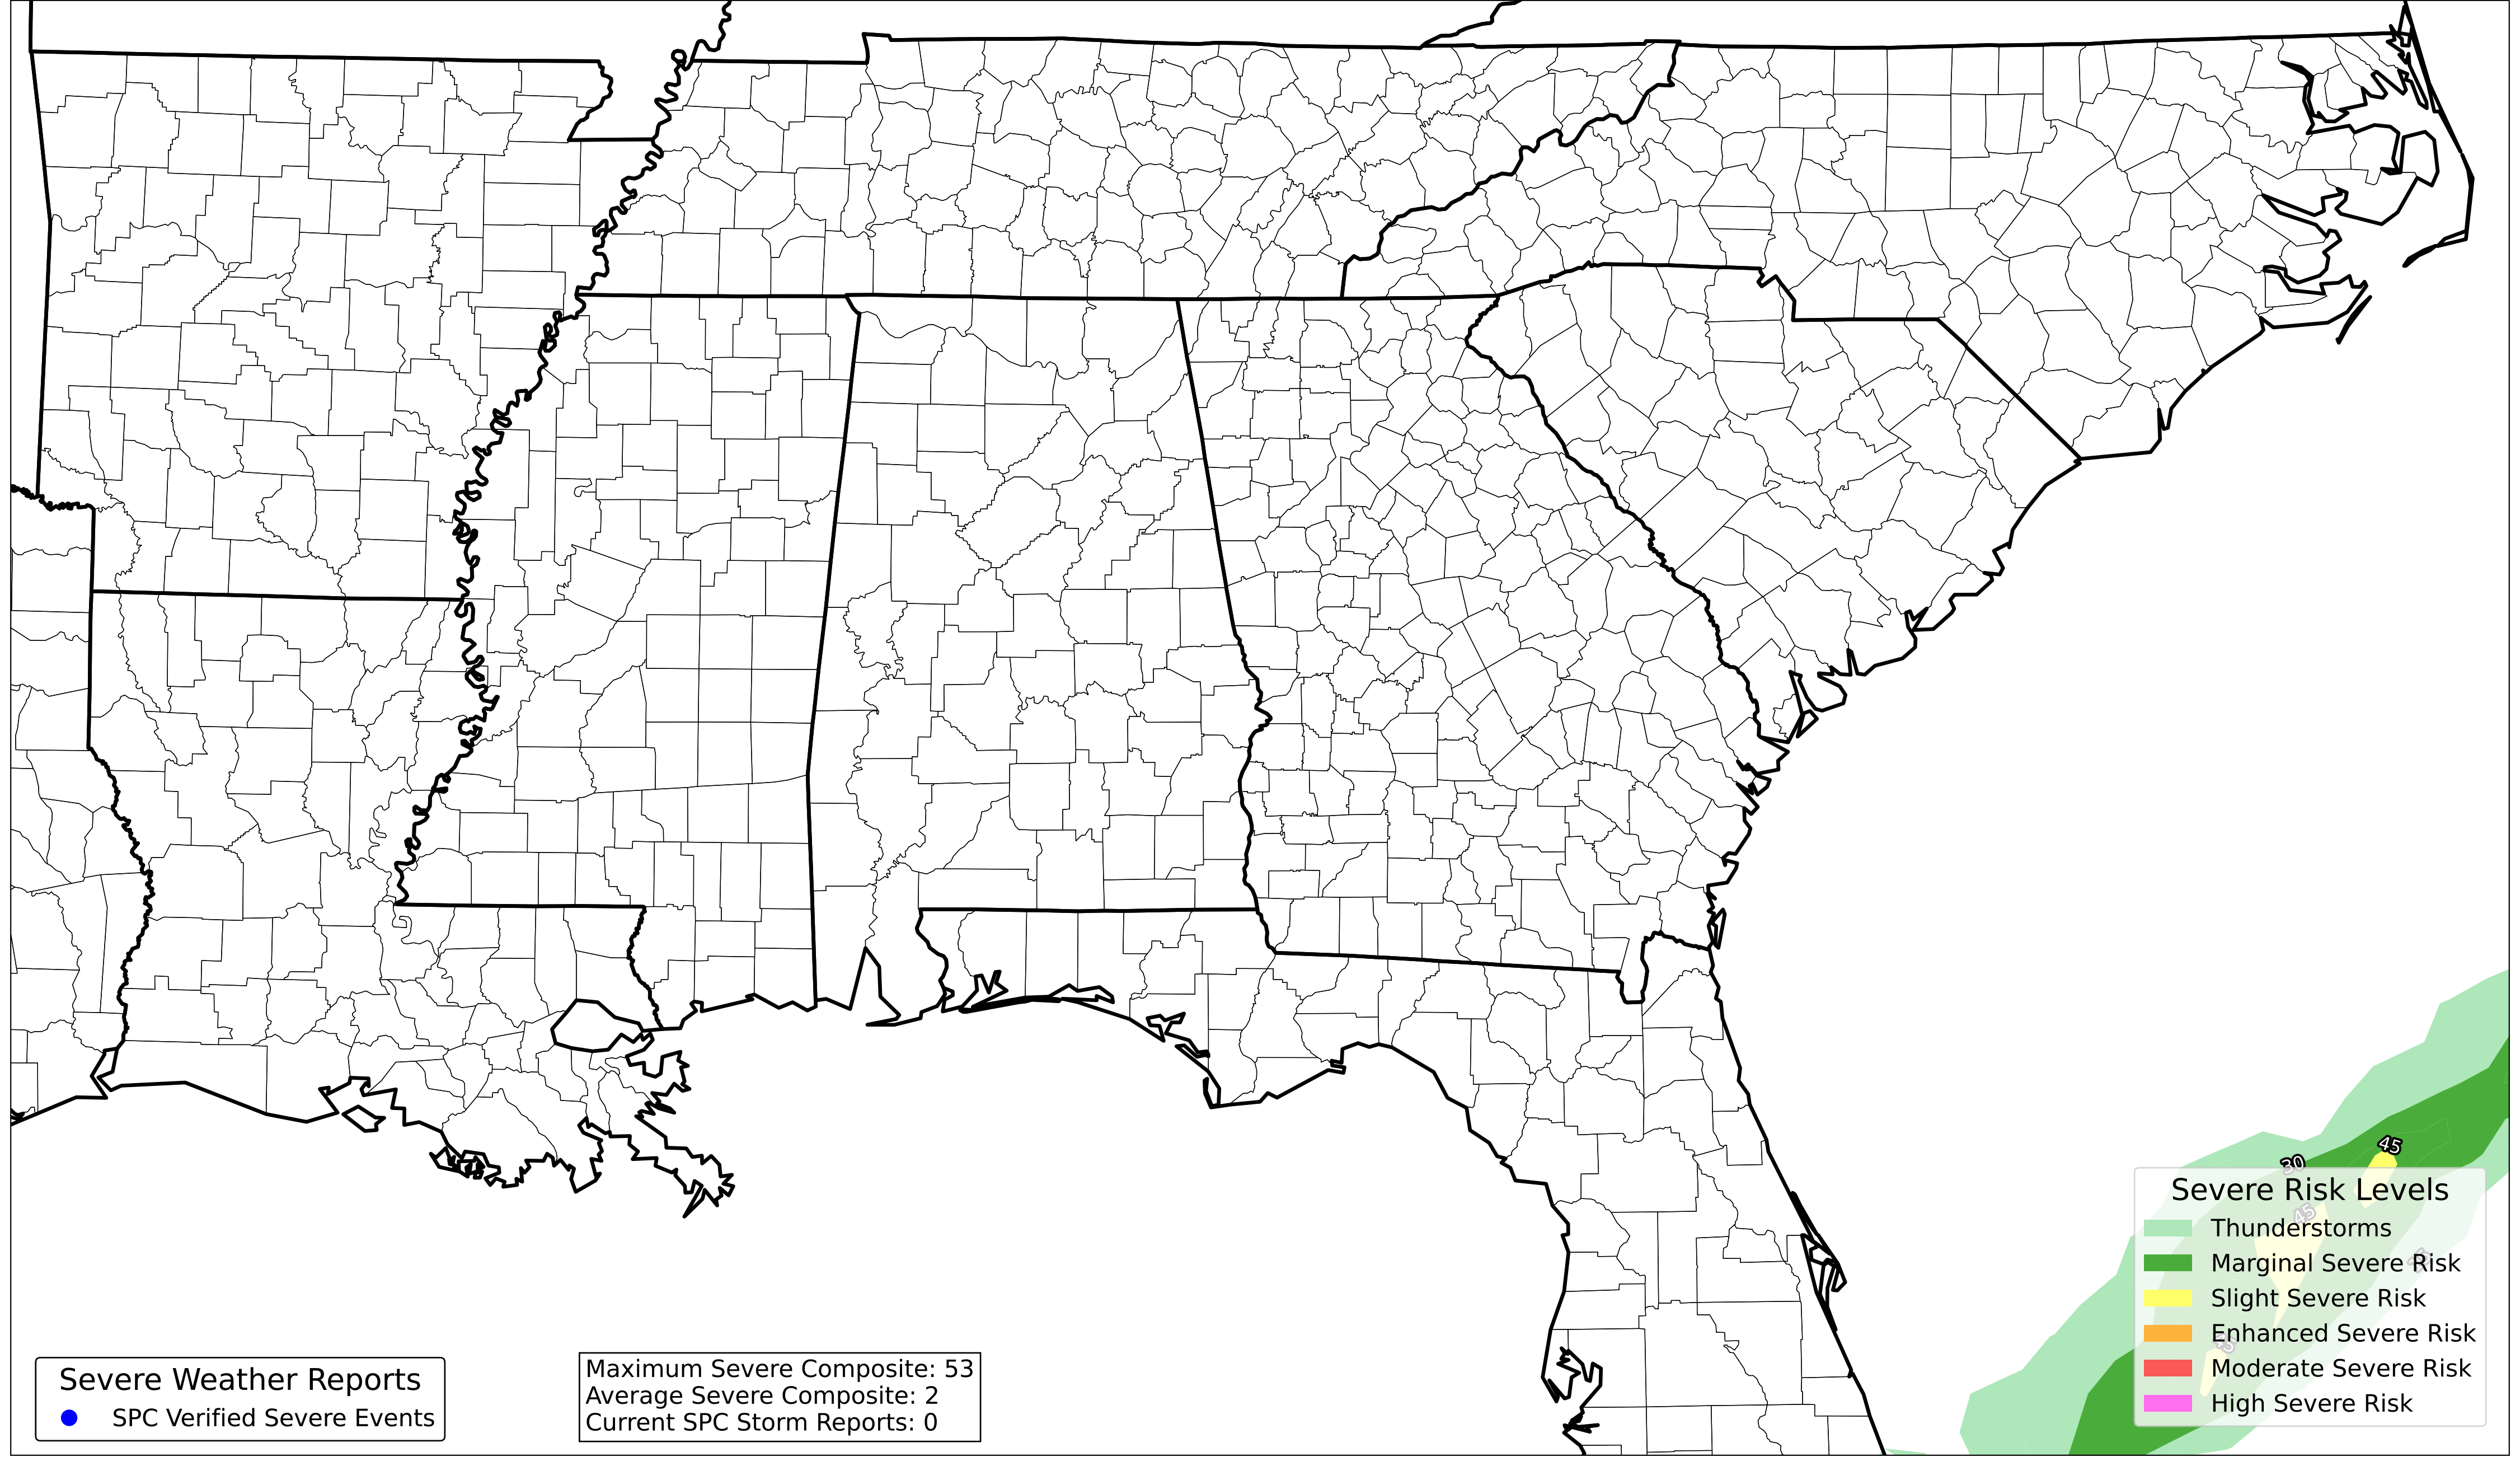 45
30
Severe Risk Levels
45
Thunderstorms
Marginal Severe Risk
Slight Severe Risk
Enhanced Severe Risk
45
Moderate Severe Risk
High Severe Risk
Severe Weather Reports
SPC Verified Severe Events
Maximum Severe Composite: 53
Average Severe Composite: 2
Current SPC Storm Reports: 0